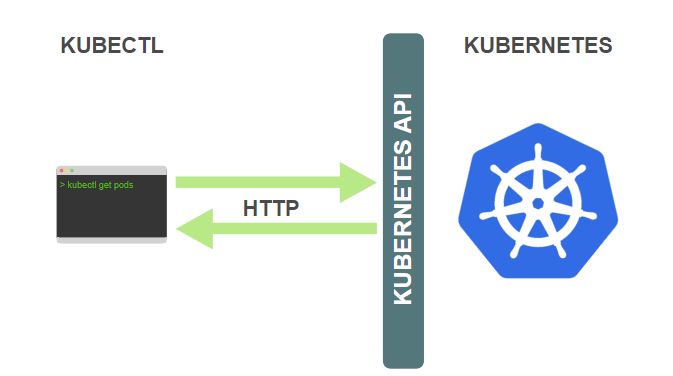 KUBECTL
KUBERNETES
> kubectl get pods
HTTP
KUBERNETES API